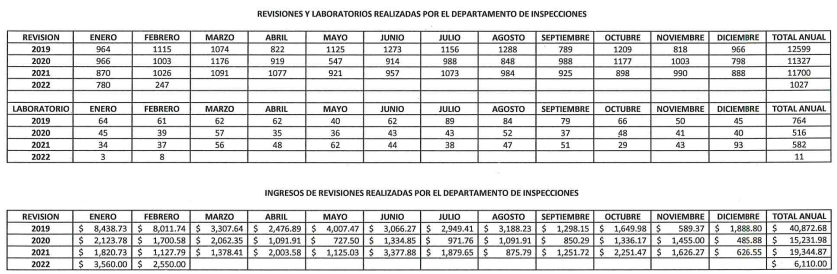 REVISIONES Y LABORATORIOS REALIZADAS POR EL DEPARTAMENTO DE INSPECCIONES
REVISION ENERO FEBRERO MARZO ABRIL MAYO JUNIO JULIO AGOSTO SEPTIEMBRE OCTUBRE NOVIEMBRE DICIEMBRE TOTAL ANUAL
2019 964 1115 1074 822 1125 1273 1156 1288 789 1209 818 966 12599
2020 966 1003 1176 919 547 914 988 848 988 1177 1003 798 11327
2021 870 1026 1091 1077 921 957 1073 984 925 898 990 888 11700
2022 780 247 1027
LABORATORIO ENERO FEBRERO MARZO ABRIL MAYO JUNIO JULIO AGOSTO SEPTIEMBRE OCTUBRE NOVIEMBRE DICIEMBRE TOTAL ANUAL
2019 64 61 62 62 40 62 89 84 79 66 50 45 764
2020 45 39 57 35 36 43 43 52 37 48 41 40 516
2021 34 37 56 48 62 44 38 47 51 29 43 93 582
2022 3 8 11
INGRESOS DE REVISIONES REALIZADAS POR EL DEPARTAMENTO DE INSPECCIONES
REVISION ENERO FEBRERO MARZO ABRIL MAYO JUNIO JULIO AGOSTO SEPTIEMBRE OCTUBRE NOVIEMBRE DICIEMBRE TOTAL ANUAL
2019 $ 8,438.73 $ 8,011.74 $ 3,307.64 $ 2,476.89 $ 4,007.47 $ 3,066.27 $ 2,949.41 $ 3,188.23 $ 1,298.15 $ 1,649.98 $ 589.37 $ 1,888.80 $ 40,872.68
2020 $ 2,123.78 $ 1,700.58 $ 2,062.35 $ 1,091.91 $ 727.50 $ 1,334.85 $ 971.76 $ 1,091.91 $ 850.29 $ 1,336.17 $ 1,455.00 $ 485.88 $ 15,231.98
2021 $ 1,820.73 $ 1,127.79 $ 1,378.41 $ 2,003.58 $ 1,125.03 $ 3,377.88 $ 1,879.65 $ 875.79 $ 1,251.72 $ 2,251.47 $ 1,626.27 $ 626.55 $ 19,344.87
2022 $ 3,560.00 $ 2,550.00 $ 6,110.00